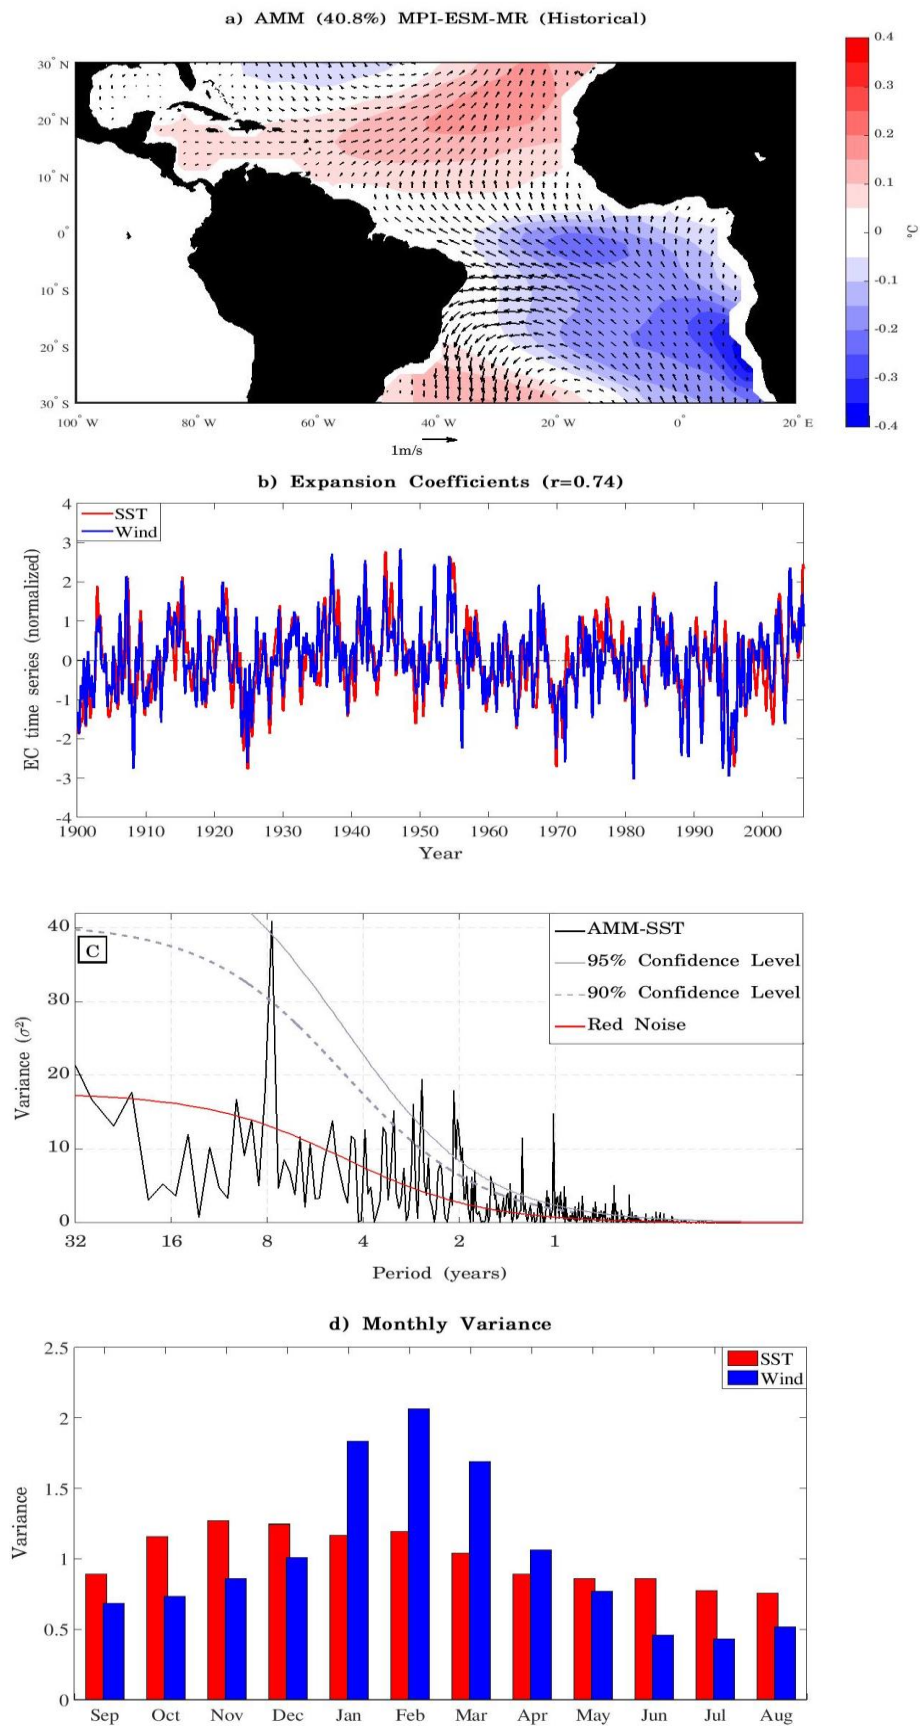 a) AMM (40.8%) MPI-ESM-MR (Historical)
30° N
20° N
10° N
0°
10° S
20° S
30° S
100° W
80° W
60° W
40° W
20° W
0°
20° E
1m/s
0.4
0.3
0.2
0.1
0
-0.1
-0.2
-0.3
-0.4
°C
b) Expansion Coefficients (r=0.74)
SST
Wind
EC time series (normalized)
4
3
2
1
0
-1
-2
-3
-4
1900 1910 1920 1930 1940 1950 1960 1970 1980 1990 2000
Year
C
AMM-SST
95% Confidence Level
90% Confidence Level
Red Noise
Variance (σ²)
40
30
20
10
0
32 16 8 4 2 1
Period (years)
d) Monthly Variance
SST
Wind
Variance
2.5
2
1.5
1
0.5
0
Sep Oct Nov Dec Jan Feb Mar Apr May Jun Jul Aug